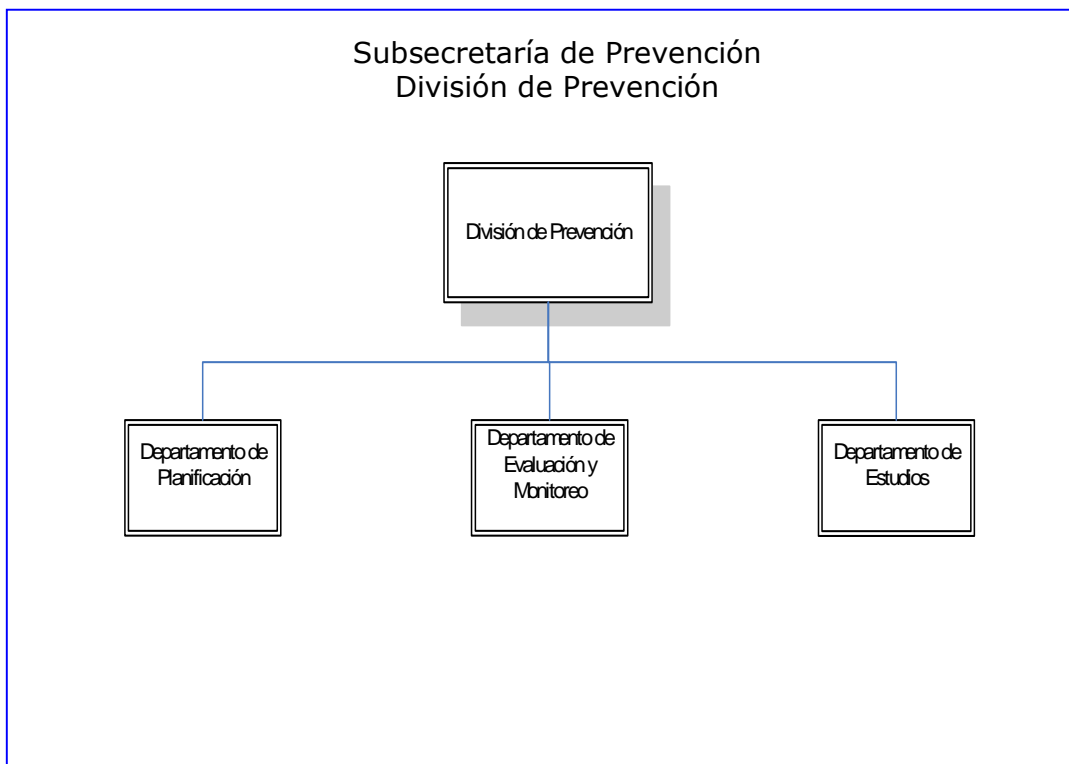 Subsecretaría de Prevención
División de Prevención
División de Prevención
Departamento de
Planificación
Departamento de
Evaluación y
Monitoreo
Departamento de
Estudios